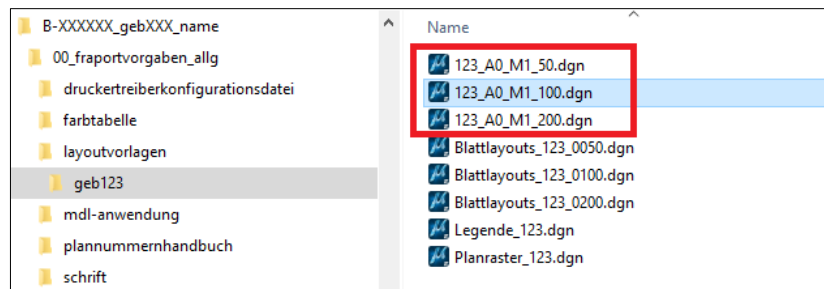 B-XXXXXX_gebXXX_name
00_fraportvorgaben_allg
druckertreiberkonfigurationsdatei
farbtabelle
layoutvorlagen
geb123
mdl-anwendung
plannummernhandbuch
schrift
Name
123_A0_M1_50.dgn
123_A0_M1_100.dgn
123_A0_M1_200.dgn
Blattlayouts_123_0050.dgn
Blattlayouts_123_0100.dgn
Blattlayouts_123_0200.dgn
Legende_123.dgn
Planraster_123.dgn